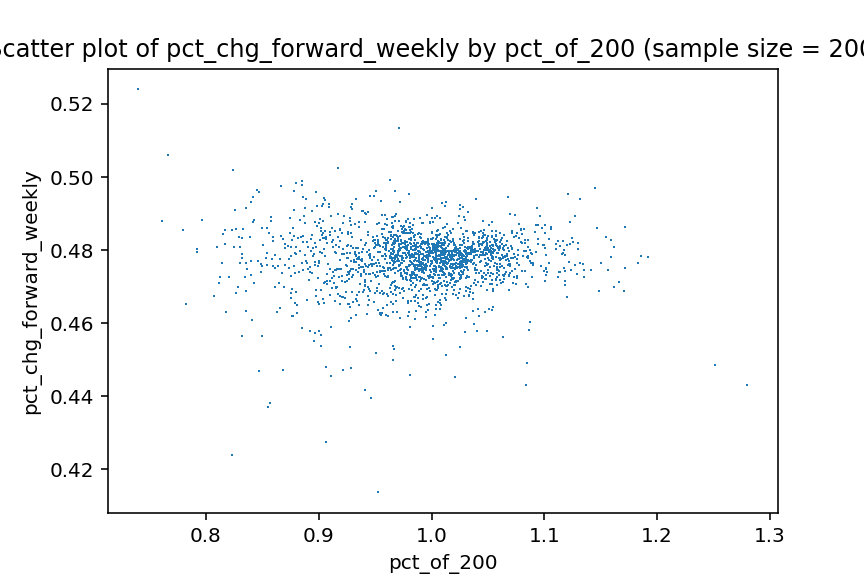 catter plot of pct_chg_forward_weekly by pct_of_200 (sample size = 200
0.52
0.50
0.48
0.46
0.44
0.42
pct_chg_forward_weekly
0.8 0.9 1.0 1.1 1.2 1.3
pct_of_200